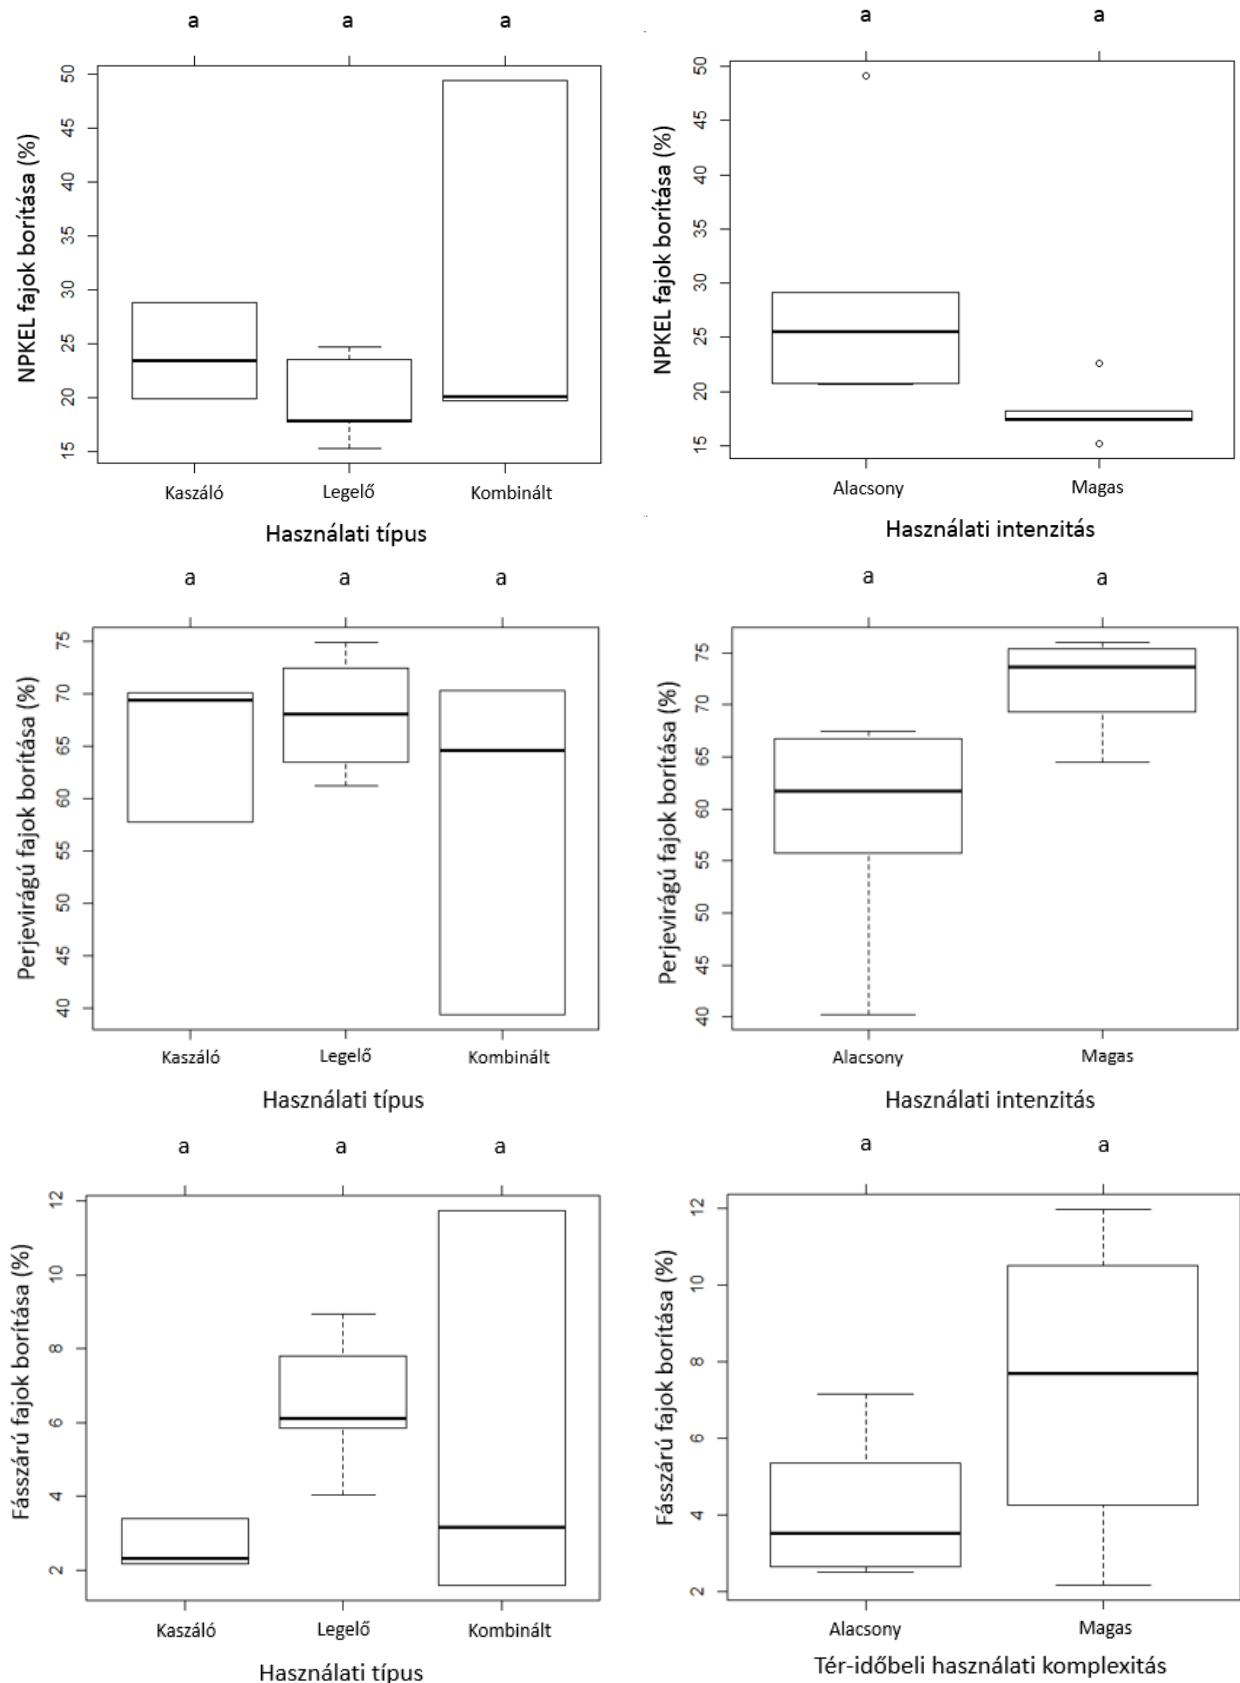 a a a
NPKEL fajok borítása (%)
50
45
40
35
30
25
20
15
Kaszáló Legelő Kombinált
Használati típus
a a
NPKEL fajok borítása (%)
50
45
40
35
30
25
20
15
Alacsony Magas
Használati intenzitás
a a a
Perjevirágú fajok borítása (%)
75
70
65
60
55
50
45
40
Kaszáló Legelő Kombinált
Használati típus
a a
Perjevirágú fajok borítása (%)
75
70
65
60
55
50
45
40
Alacsony Magas
Használati intenzitás
a a a
Fásszárú fajok borítása (%)
12
10
8
6
4
2
Kaszáló Legelő Kombinált
Használati típus
a a
Fásszárú fajok borítása (%)
12
10
8
6
4
2
Alacsony Magas
Tér-időbeli használati komplexitás